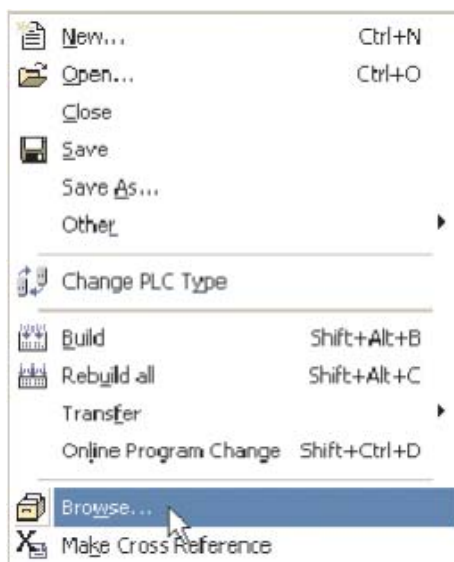 New... Ctrl+N
Open... Ctrl+O
Close
Save
Save As...
Other
Change PLC Type
Build Shift+Alt+B
Rebuild all Shift+Alt+C
Transfer
Online Program Change Shift+Ctrl+D
Browse...
Make Cross Reference